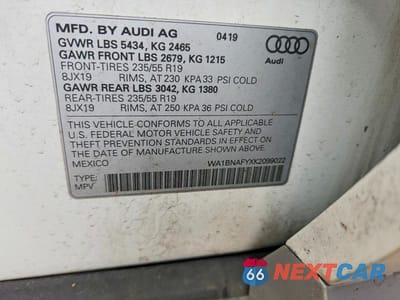 MFD. BY AUDI AG 0419
GVWR LBS 5434, KG 2465
GAWR FRONT LBS 2679, KG 1215
FRONT-TIRES 235/55 R19
8JX19 RIMS, AT 230 KPA 33 PSI COLD
GAWR REAR LBS 3042, KG 1380
REAR-TIRES 235/55 R19
8JX19 RIMS, AT 250 KPA 36 PSI COLD
Audi
THIS VEHICLE CONFORMS TO ALL APPLICABLE
U.S. FEDERAL MOTOR VEHICLE SAFETY, BUMPER, AND
THEFT PREVENTION STANDARDS IN EFFECT ON
THE DATE OF MANUFACTURE SHOWN ABOVE.
MEXICO WA1BNAFYXK2099022
TYPE:
MPV
66 NEXTCAR